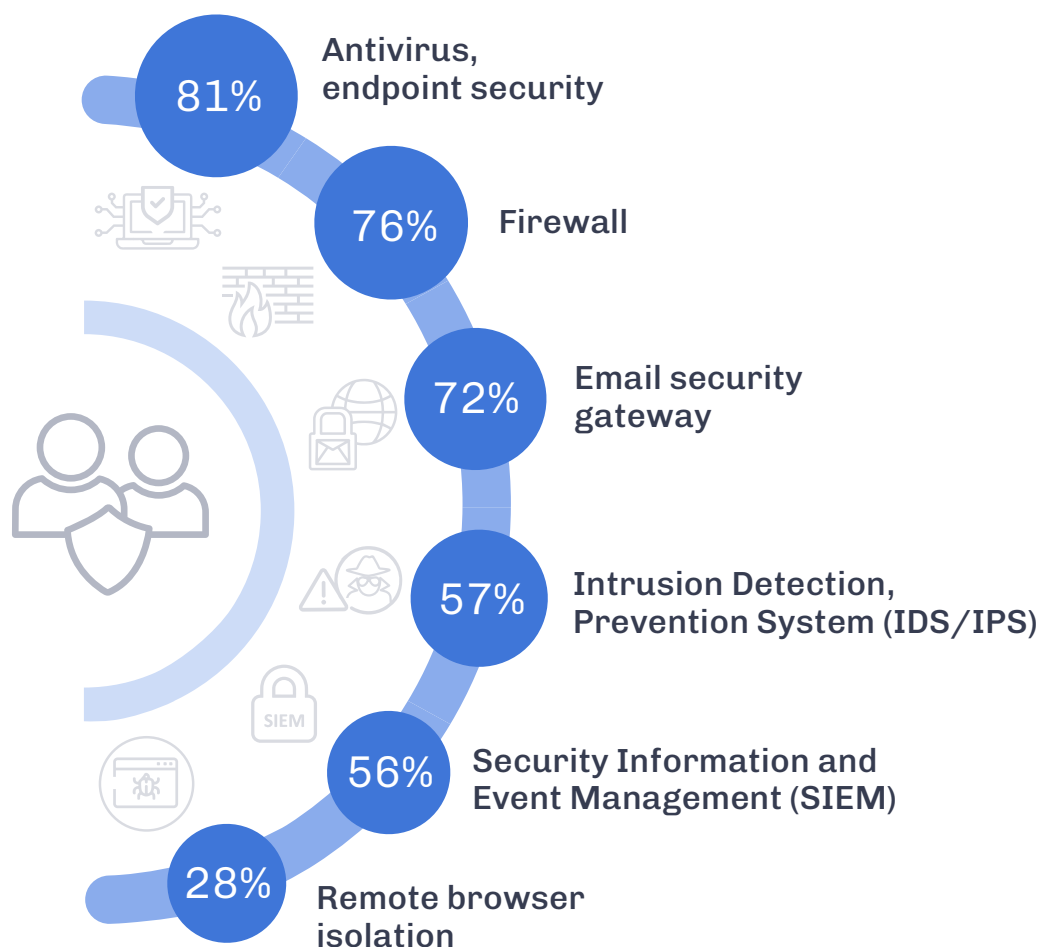 81%
Antivirus,
endpoint security
76%
Firewall
72%
Email security
gateway
57%
Intrusion Detection,
Prevention System (IDS/IPS)
SIEM
56%
Security Information and
Event Management (SIEM)
28%
Remote browser
isolation